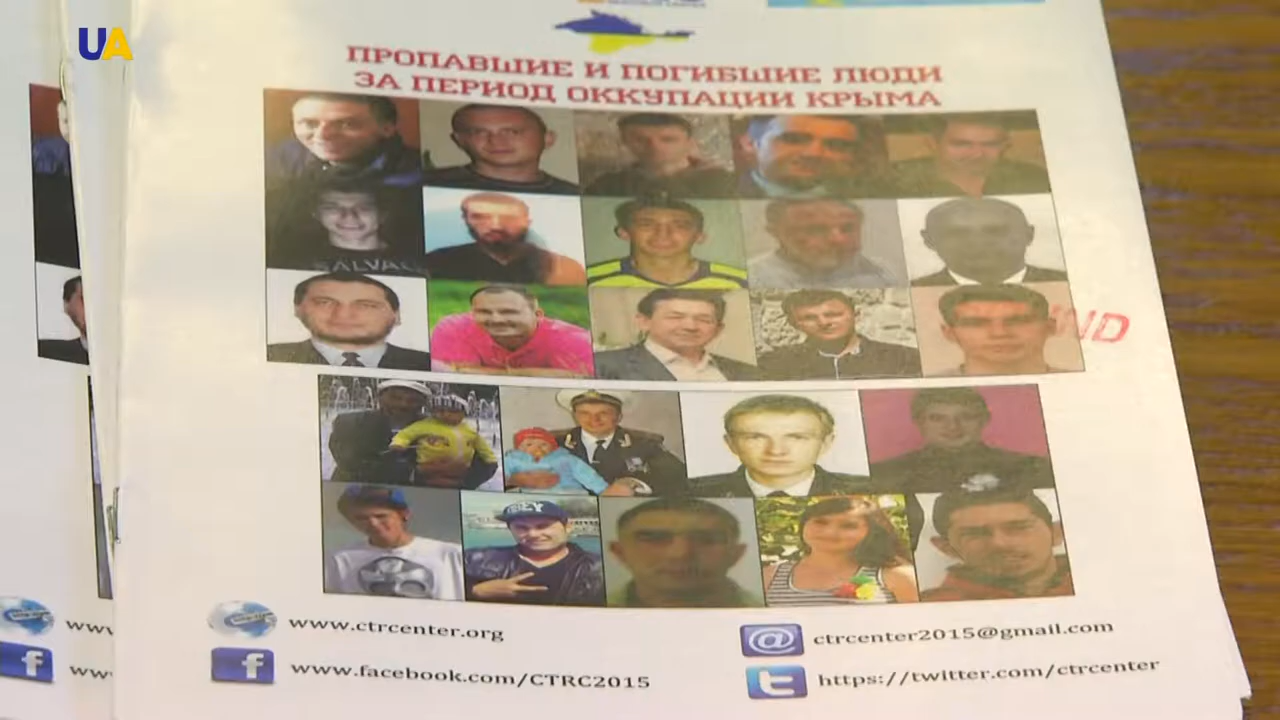 UA
ПРОПАВШИЕ И ПОГИБШИЕ ЛЮДИ
ЗА ПЕРИОД ОККУПАЦИИ КРЫМА
www.ctrcenter.org
ctrcenter2015@gmail.com
www.facebook.com/CTRC2015
https://twitter.com/ctrcenter